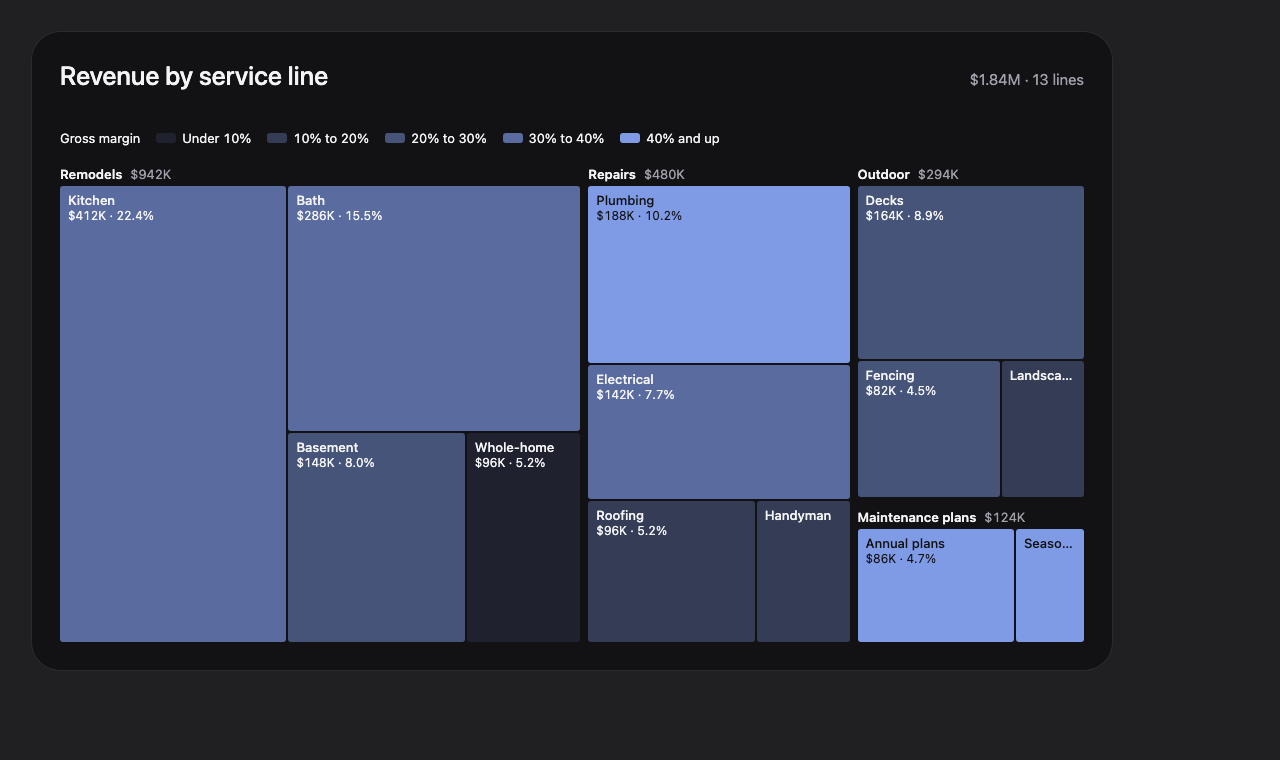 Revenue by service line
$1.84M · 13 lines
Gross margin
Under 10%
10% to 20%
20% to 30%
30% to 40%
40% and up
Remodels $942K
Kitchen
$412K · 22.4%
Bath
$286K · 15.5%
Basement
$148K · 8.0%
Whole-home
$96K · 5.2%
Repairs $480K
Plumbing
$188K · 10.2%
Electrical
$142K · 7.7%
Roofing
$96K · 5.2%
Handyman
Outdoor $294K
Decks
$164K · 8.9%
Fencing
$82K · 4.5%
Landsca...
Maintenance plans $124K
Annual plans
$86K · 4.7%
Seaso...